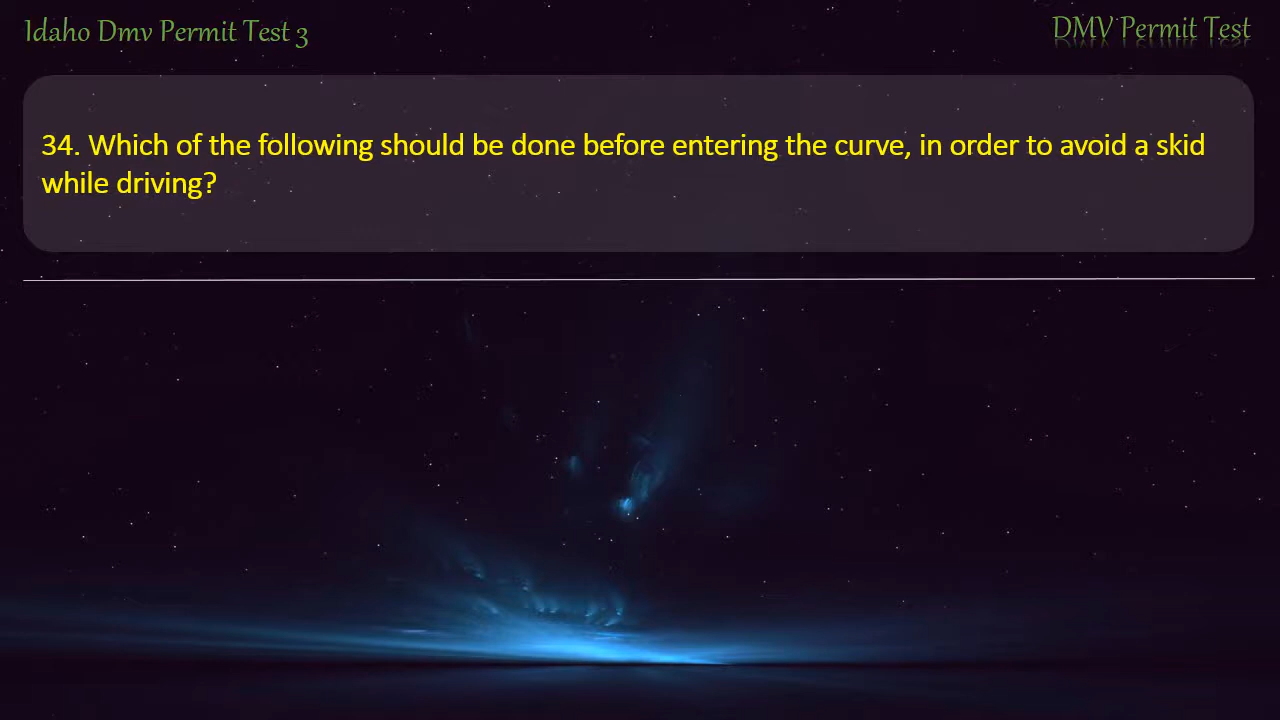 Idaho Dmv Permit Test 3
DMV Permit Test
34. Which of the following should be done before entering the curve, in order to avoid a skid
while driving?